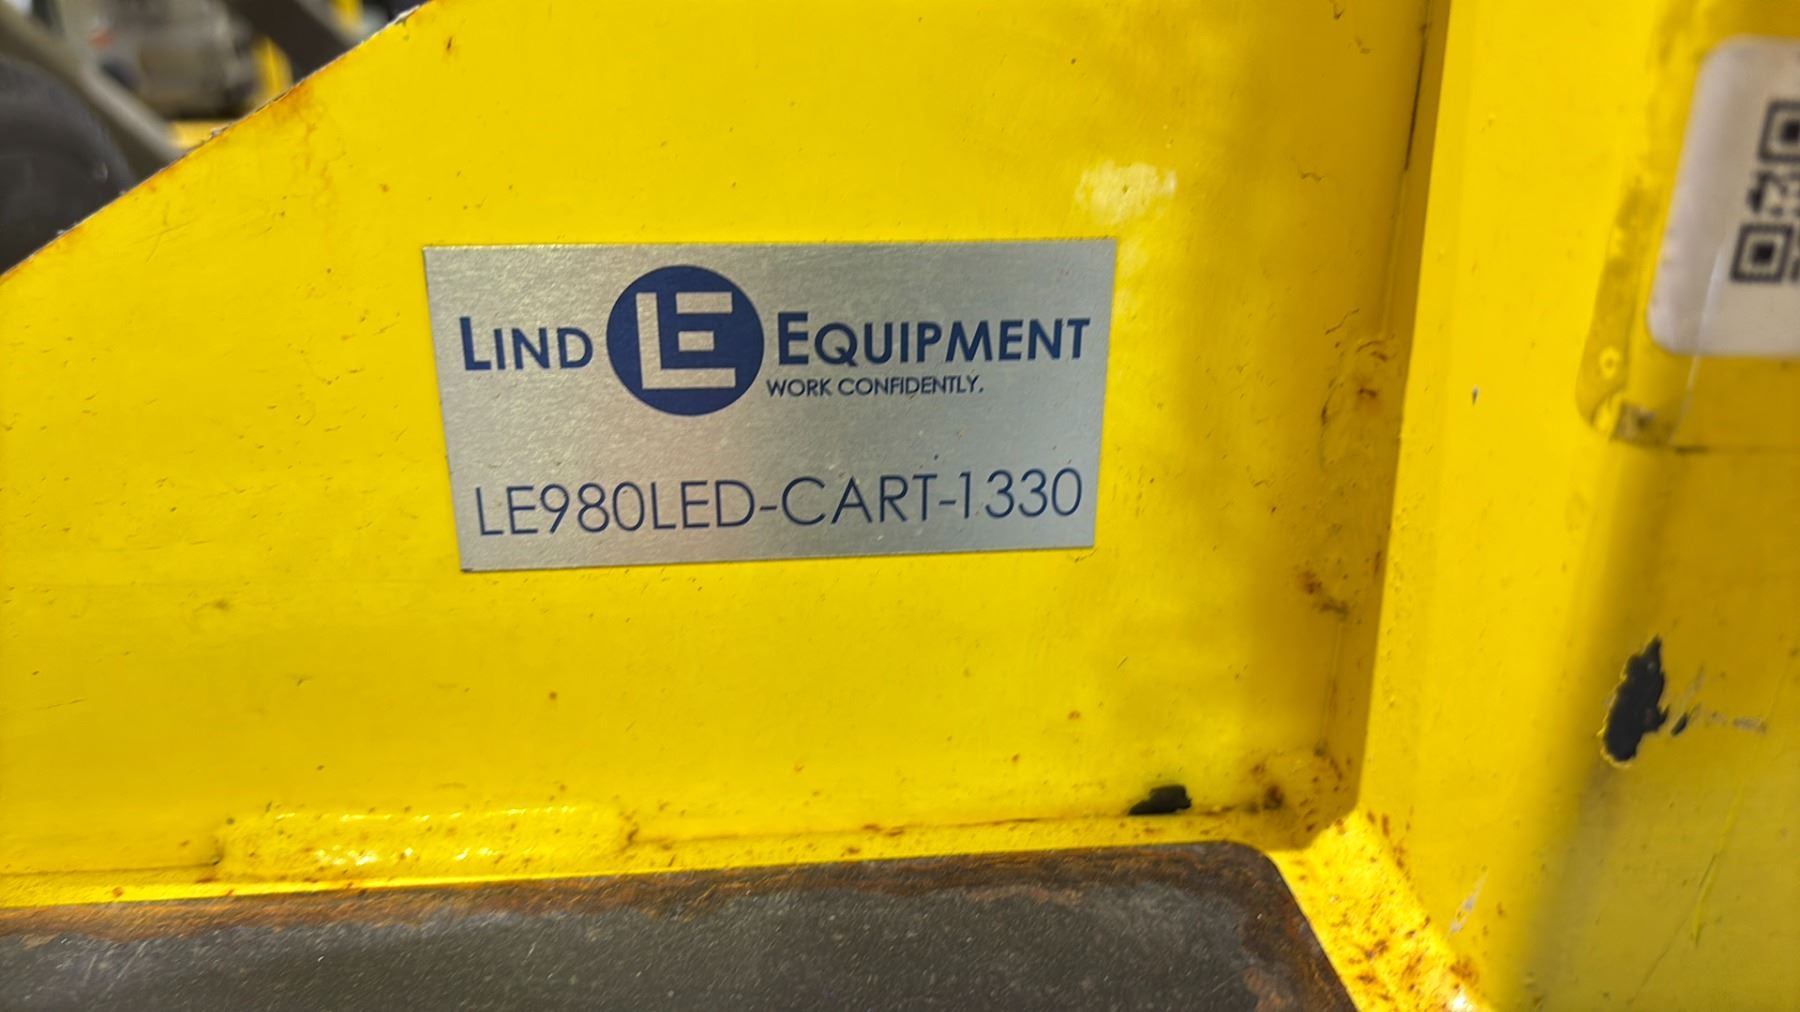 LIND LE EQUIPMENT
WORK CONFIDENTLY.
LE980LED-CART-1330